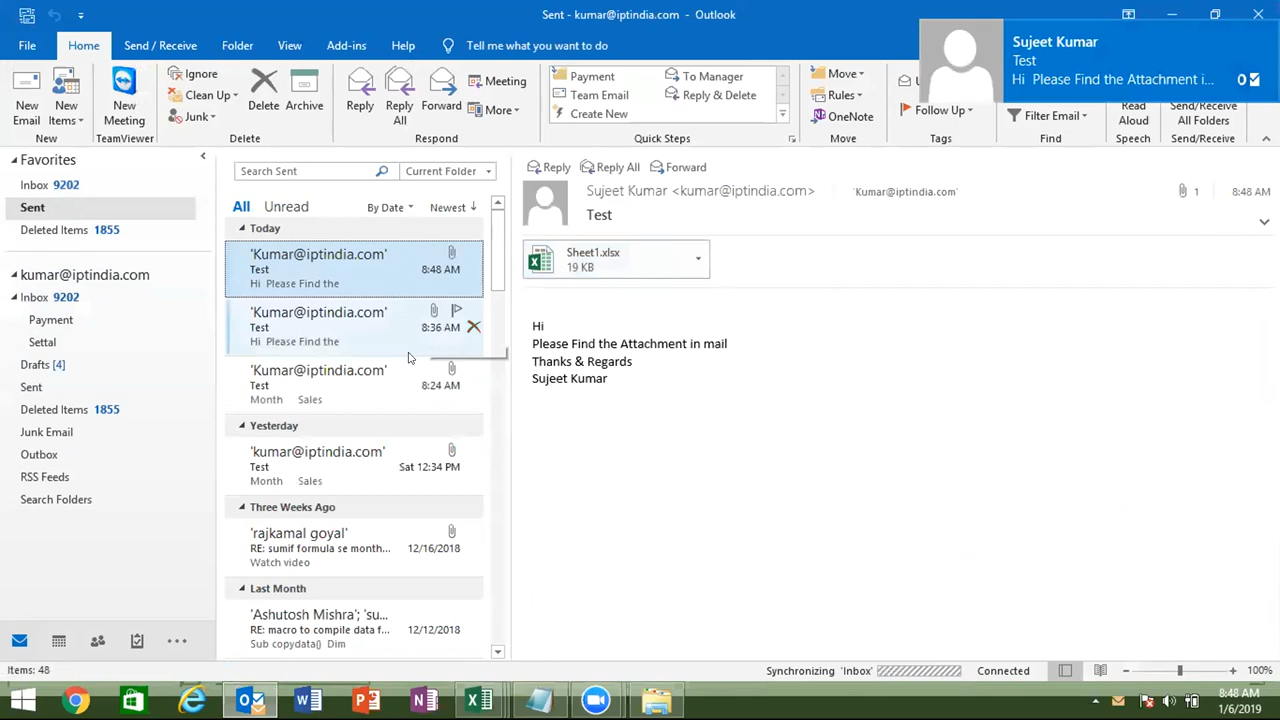 Sent - kumar@iptindia.com - Outlook
File Home Send / Receive Folder View Add-ins Help Tell me what you want to do
Sujeet Kumar
Test
Hi Please Find the Attachment i...
0
New Email
New Items
New
New Meeting
TeamViewer
Ignore
Clean Up
Junk
Delete
Archive
Delete
Reply
Reply All
Forward
Meeting
More
Respond
Payment
Team Email
Create New
To Manager
Reply & Delete
Quick Steps
Move
Rules
OneNote
Move
Follow Up
Tags
Filter Email
Find
Read Aloud
Speech
Send/Receive All Folders
Send/Receive
Favorites
Inbox 9202
Sent
Deleted Items 1855
kumar@iptindia.com
Inbox 9202
Payment
Settal
Drafts [4]
Sent
Deleted Items 1855
Junk Email
Outbox
RSS Feeds
Search Folders
Search Sent
Current Folder
All Unread By Date Newest
Today
'Kumar@iptindia.com'
Test 8:48 AM
Hi Please Find the
'Kumar@iptindia.com'
Test 8:36 AM
Hi Please Find the
'Kumar@iptindia.com'
Test 8:24 AM
Month Sales
Yesterday
'kumar@iptindia.com'
Test Sat 12:34 PM
Month Sales
Three Weeks Ago
'rajkamal goyal'
RE: sumif formula se month... 12/16/2018
Watch video
Last Month
'Ashutosh Mishra'; 'su...
RE: macro to compile data f... 12/12/2018
Sub copydata() Dim
Reply Reply All Forward
Sujeet Kumar <kumar@iptindia.com> 'Kumar@iptindia.com' 1 8:48 AM
Test
Sheet1.xlsx
19 KB
Hi
Please Find the Attachment in mail
Thanks & Regards
Sujeet Kumar
Items: 48
Synchronizing 'Inbox' Connected 100%
8:48 AM
1/6/2019